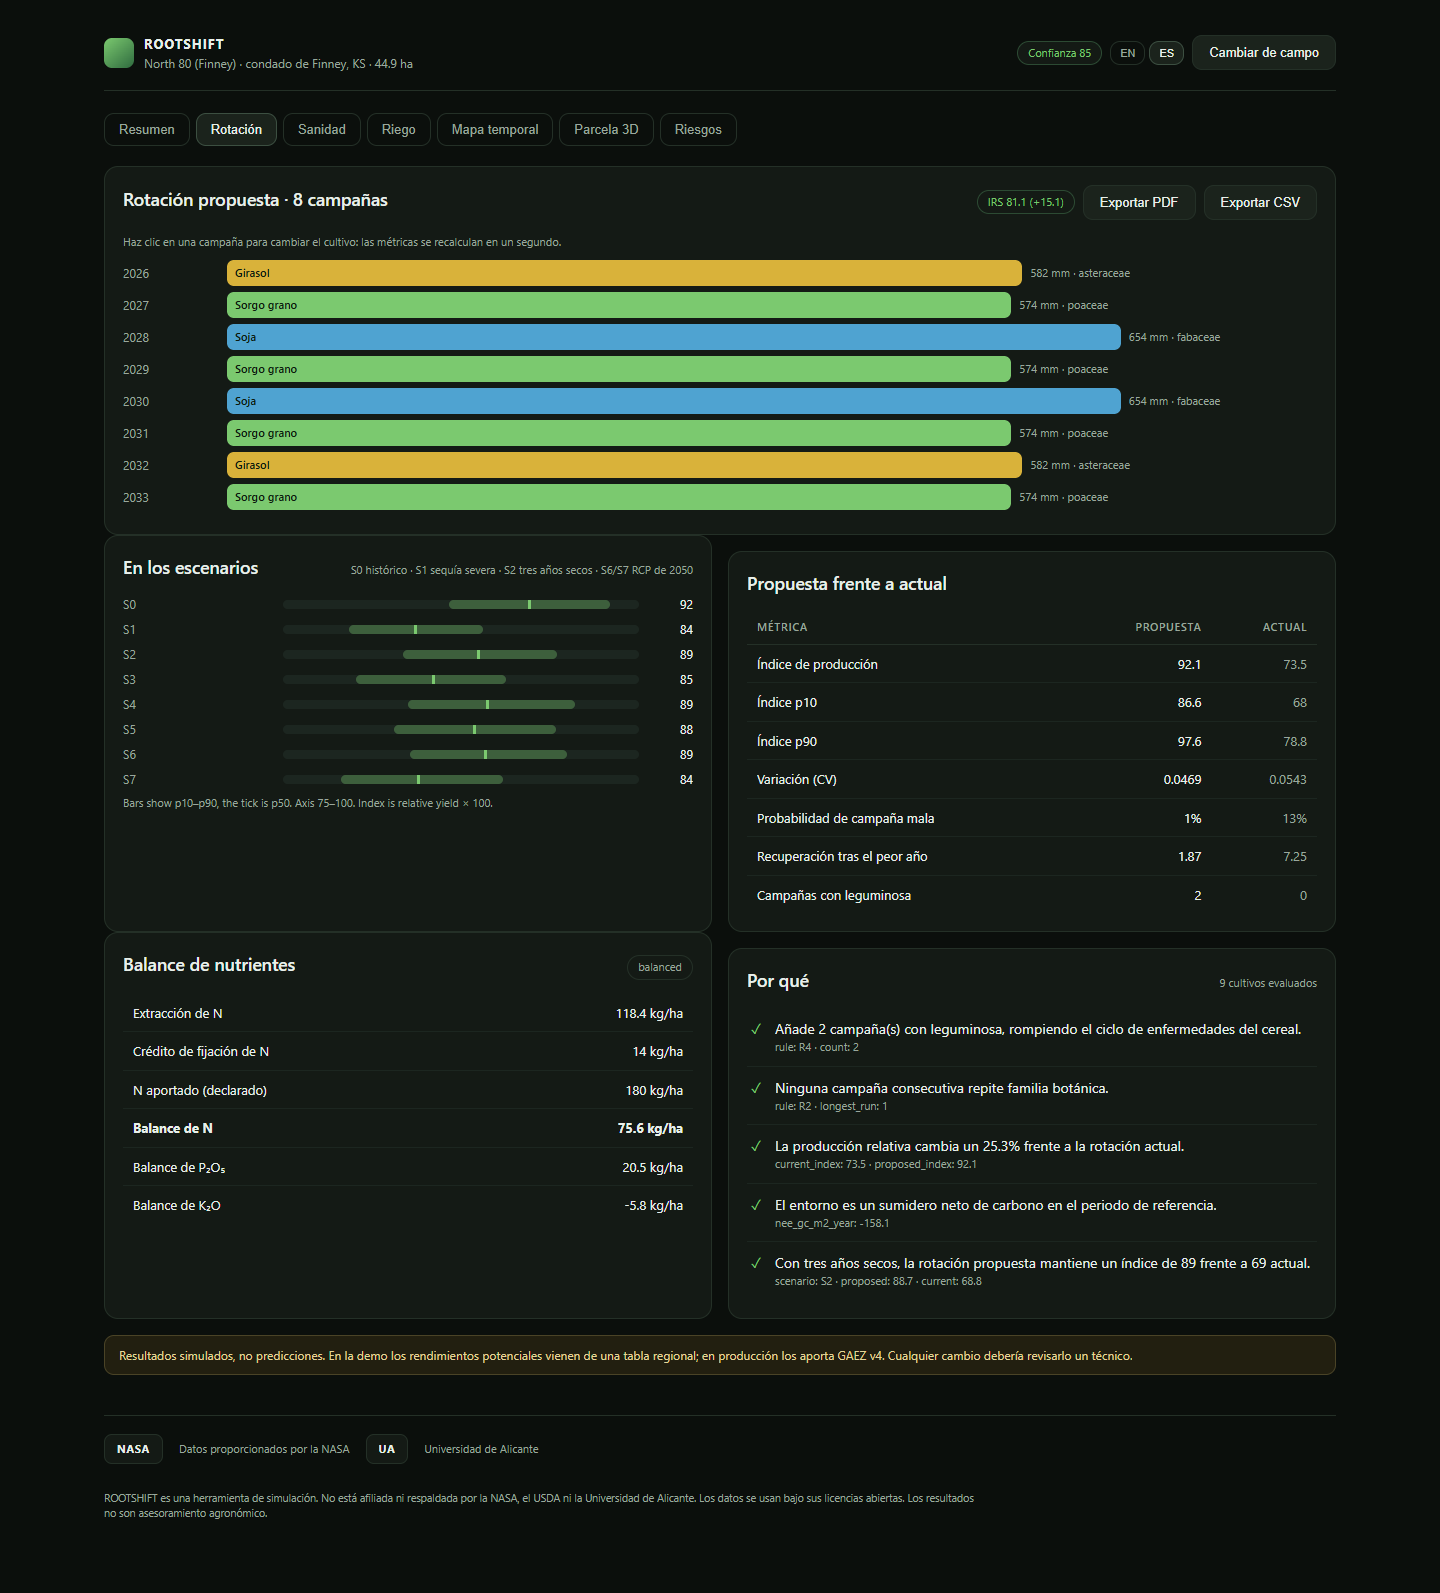 ROOTSHIFT
North 80 (Finney) · condado de Finney, KS · 44.9 ha
Confianza 85
EN
ES
Cambiar de campo
Resumen
Rotación
Sanidad
Riego
Mapa temporal
Parcela 3D
Riesgos
Rotación propuesta · 8 campañas
IRS 81.1 (+15.1)
Exportar PDF
Exportar CSV
Haz clic en una campaña para cambiar el cultivo: las métricas se recalculan en un segundo.
2026 Girasol 582 mm · asteraceae
2027 Sorgo grano 574 mm · poaceae
2028 Soja 654 mm · fabaceae
2029 Sorgo grano 574 mm · poaceae
2030 Soja 654 mm · fabaceae
2031 Sorgo grano 574 mm · poaceae
2032 Girasol 582 mm · asteraceae
2033 Sorgo grano 574 mm · poaceae
En los escenarios
S0 histórico · S1 sequía severa · S2 tres años secos · S6/S7 RCP de 2050
S0 92
S1 84
S2 89
S3 85
S4 89
S5 88
S6 89
S7 84
Bars show p10–p90, the tick is p50. Axis 75–100. Index is relative yield × 100.
Propuesta frente a actual
MÉTRICA PROPUESTA ACTUAL
Índice de producción 92.1 73.5
Índice p10 86.6 68
Índice p90 97.6 78.8
Variación (CV) 0.0469 0.0543
Probabilidad de campaña mala 1% 13%
Recuperación tras el peor año 1.87 7.25
Campañas con leguminosa 2 0
Balance de nutrientes
balanced
Extracción de N 118.4 kg/ha
Crédito de fijación de N 14 kg/ha
N aportado (declarado) 180 kg/ha
Balance de N 75.6 kg/ha
Balance de P₂O₅ 20.5 kg/ha
Balance de K₂O -5.8 kg/ha
Por qué
9 cultivos evaluados
✓ Añade 2 campaña(s) con leguminosa, rompiendo el ciclo de enfermedades del cereal.
rule: R4 · count: 2
✓ Ninguna campaña consecutiva repite familia botánica.
rule: R2 · longest_run: 1
✓ La producción relativa cambia un 25.3% frente a la rotación actual.
current_index: 73.5 · proposed_index: 92.1
✓ El entorno es un sumidero neto de carbono en el periodo de referencia.
nee_gc_m2_year: -158.1
✓ Con tres años secos, la rotación propuesta mantiene un índice de 89 frente a 69 actual.
scenario: S2 · proposed: 88.7 · current: 68.8
Resultados simulados, no predicciones. En la demo los rendimientos potenciales vienen de una tabla regional; en producción los aporta GAEZ v4. Cualquier cambio debería revisarlo un técnico.
NASA
Datos proporcionados por la NASA
UA
Universidad de Alicante
ROOTSHIFT es una herramienta de simulación. No está afiliada ni respaldada por la NASA, el USDA ni la Universidad de Alicante. Los datos se usan bajo sus licencias abiertas. Los resultados
no son asesoramiento agronómico.